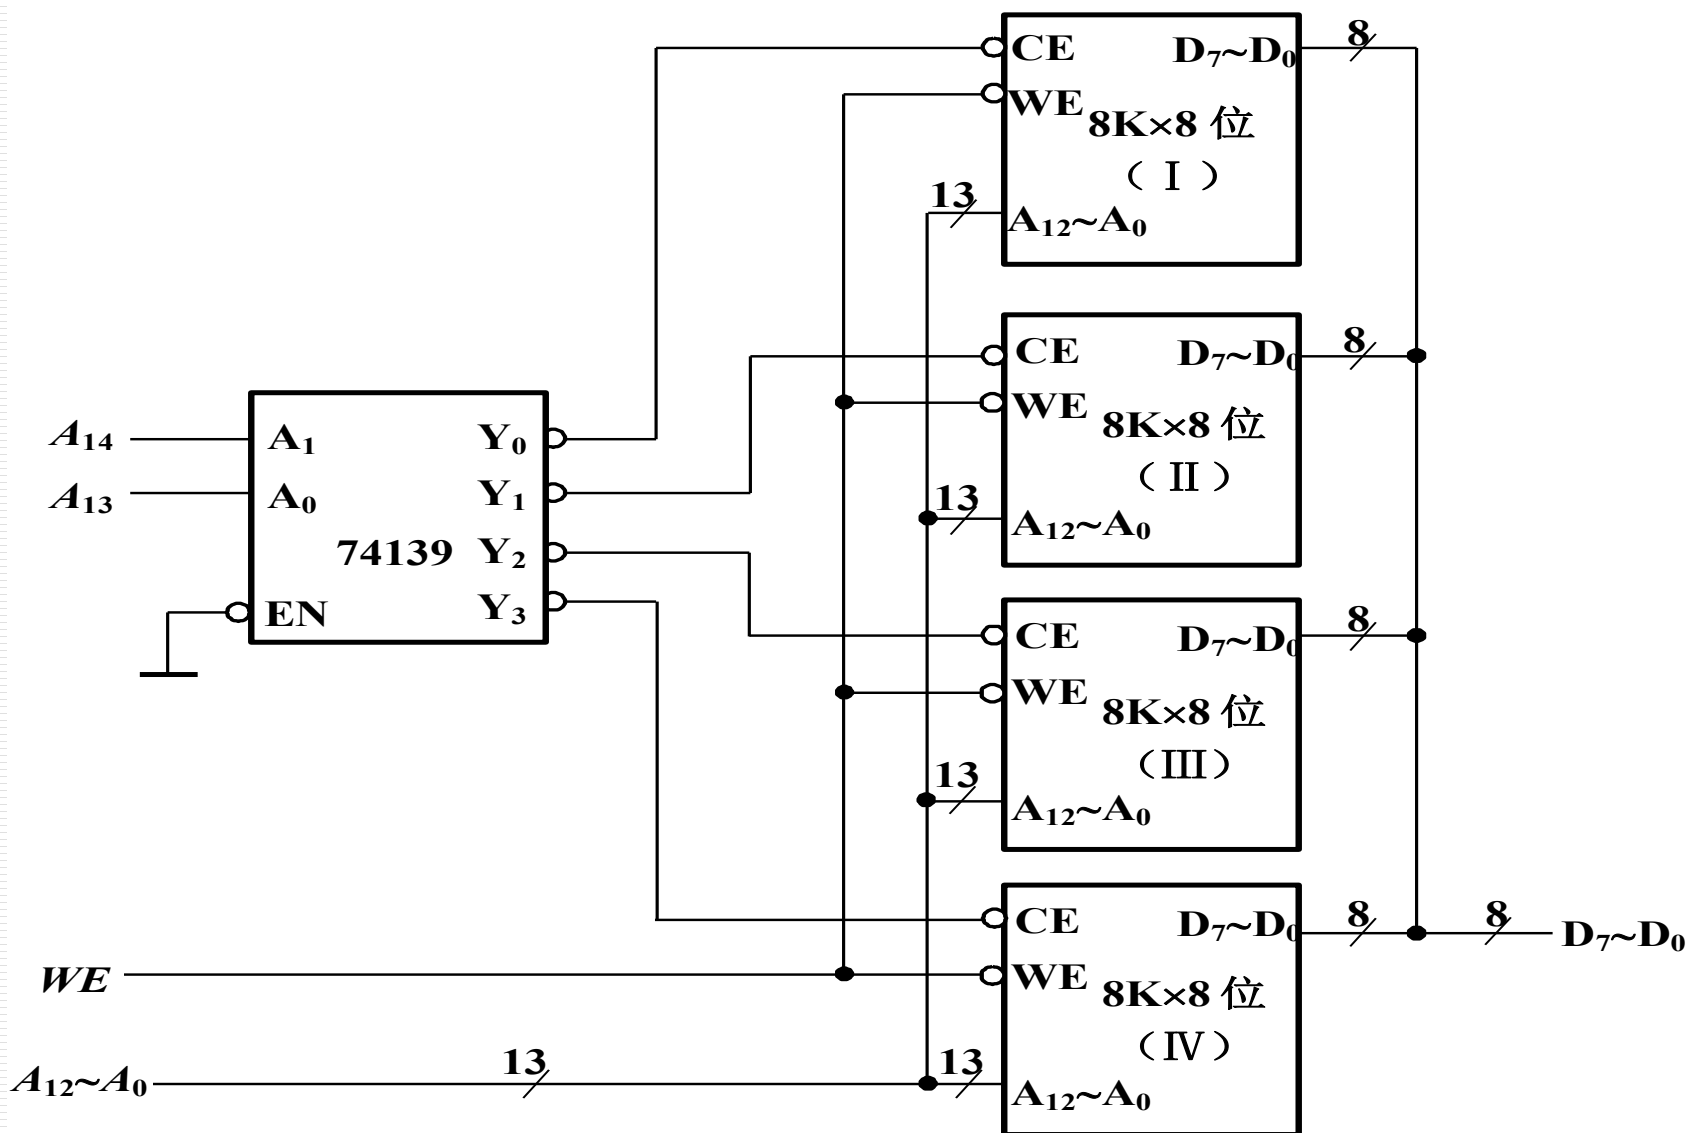 CE D₇~D₀
8
WE
8K×8 位
( Ⅰ )
13
A₁₂~A₀
CE D₇~D₀
8
WE
8K×8 位
( Ⅱ )
13
A₁₂~A₀
A₁₄
A₁₃
A₁ Y₀
A₀ Y₁
74139 Y₂
EN Y₃
CE D₇~D₀
8
WE
8K×8 位
(Ⅲ)
13
A₁₂~A₀
CE D₇~D₀
8
8
D₇~D₀
WE
WE
8K×8 位
(Ⅳ)
A₁₂~A₀
13
13
A₁₂~A₀